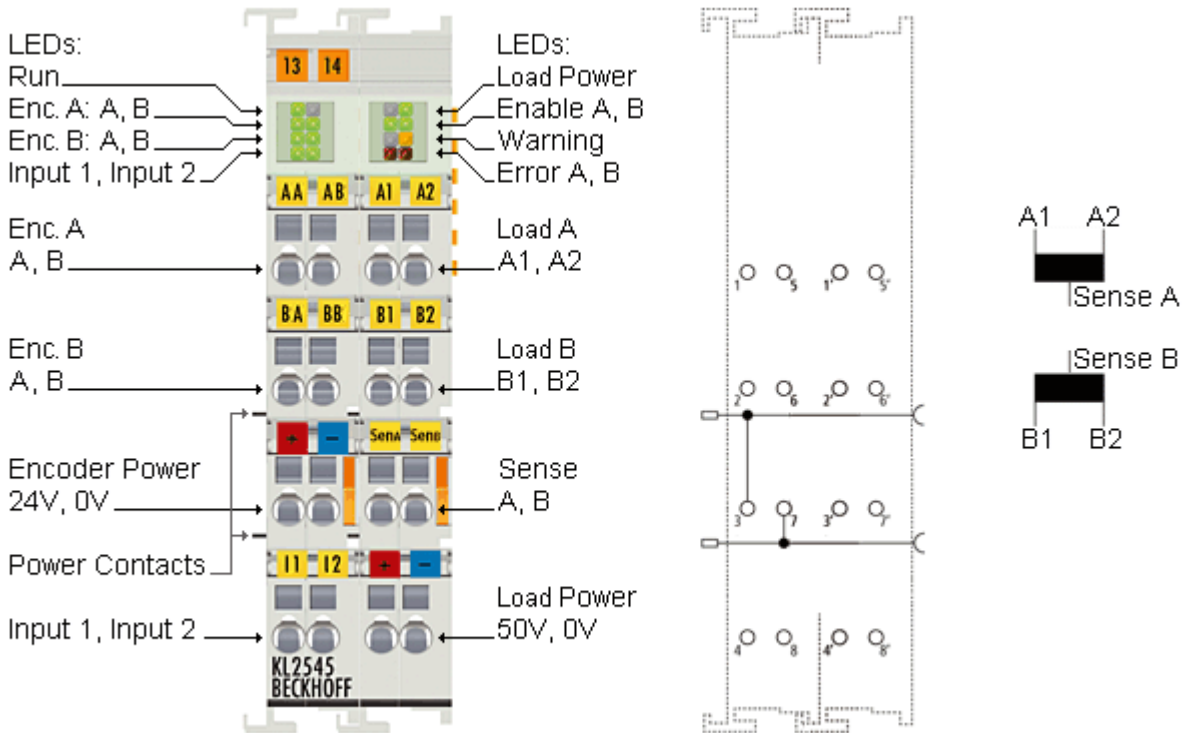 LEDs:
Run
Enc. A: A, B
Enc. B: A, B
Input 1, Input 2
Enc. A
A, B
Enc. B
A, B
Encoder Power
24V, 0V
Power Contacts
Input 1, Input 2
13 14
AA AB A1 A2
BA BB B1 B2
+ - SenA SenB
I1 I2 + -
KL2545
BECKHOFF
LEDs:
Load Power
Enable A, B
Warning
Error A, B
Load A
A1, A2
Load B
B1, B2
Sense
A, B
Load Power
50V, 0V
1 5 1' 5'
2 6 2' 6'
3 7 3' 7'
4 8 4' 8'
A1 A2
Sense A
Sense B
B1 B2